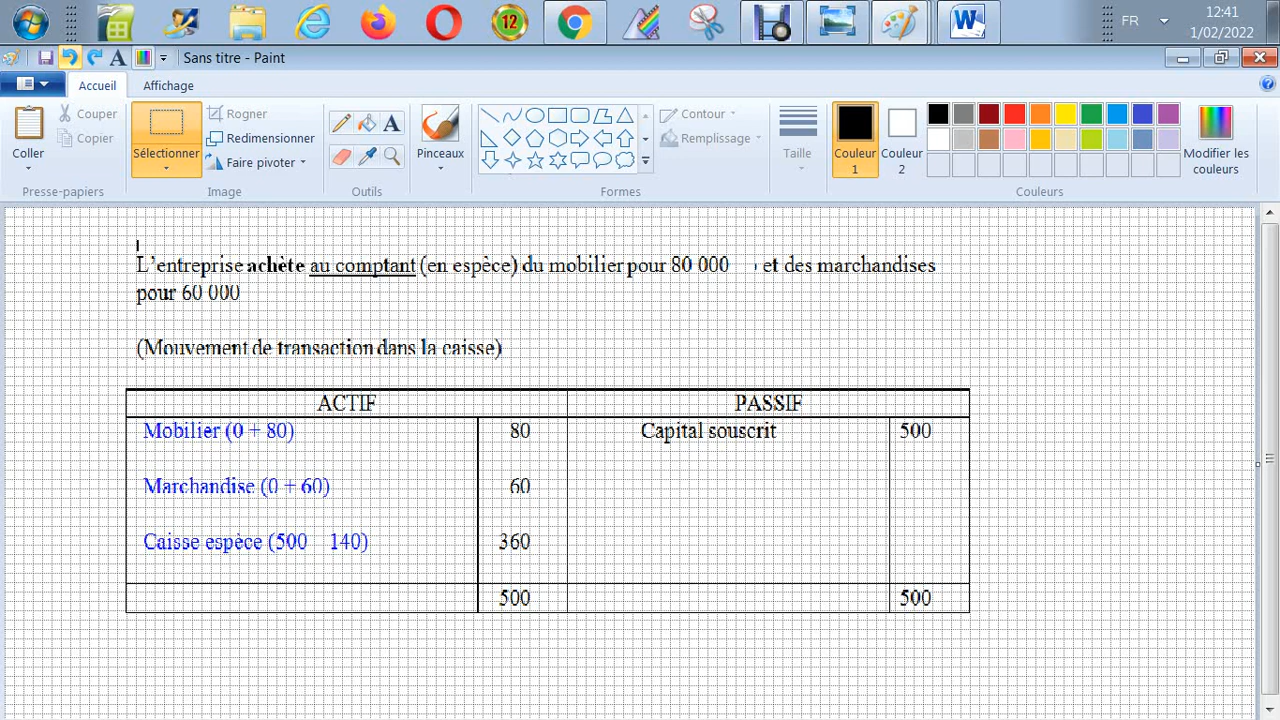 12
FR
12:41
1/02/2022
Sans titre - Paint
Accueil
Affichage
Coller
Couper
Copier
Presse-papiers
Sélectionner
Rogner
Redimensionner
Faire pivoter
Image
Outils
Pinceaux
Contour
Remplissage
Formes
Taille
Couleur 1
Couleur 2
Modifier les couleurs
Couleurs
L'entreprise achète au comptant (en espèce) du mobilier pour 80 000 et des marchandises
pour 60 000
(Mouvement de transaction dans la caisse)
ACTIF PASSIF
Mobilier (0 + 80) 80 Capital souscrit 500
Marchandise (0 + 60) 60
Caisse espèce (500 140) 360
500 500